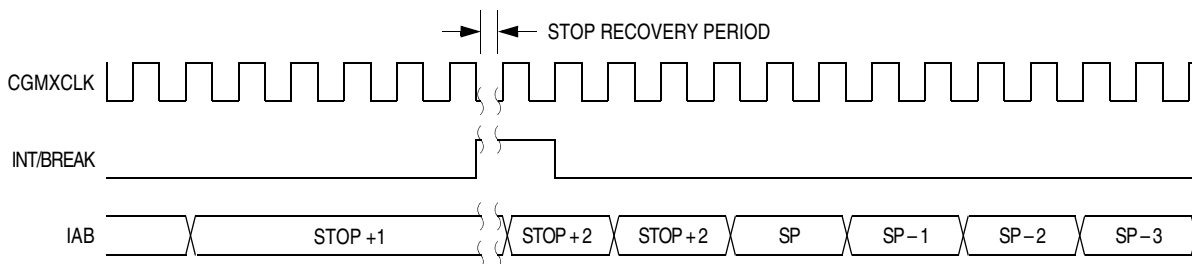 STOP RECOVERY PERIOD
CGMXCLK
INT/BREAK
IAB STOP +1 STOP + 2 STOP + 2 SP SP – 1 SP – 2 SP – 3